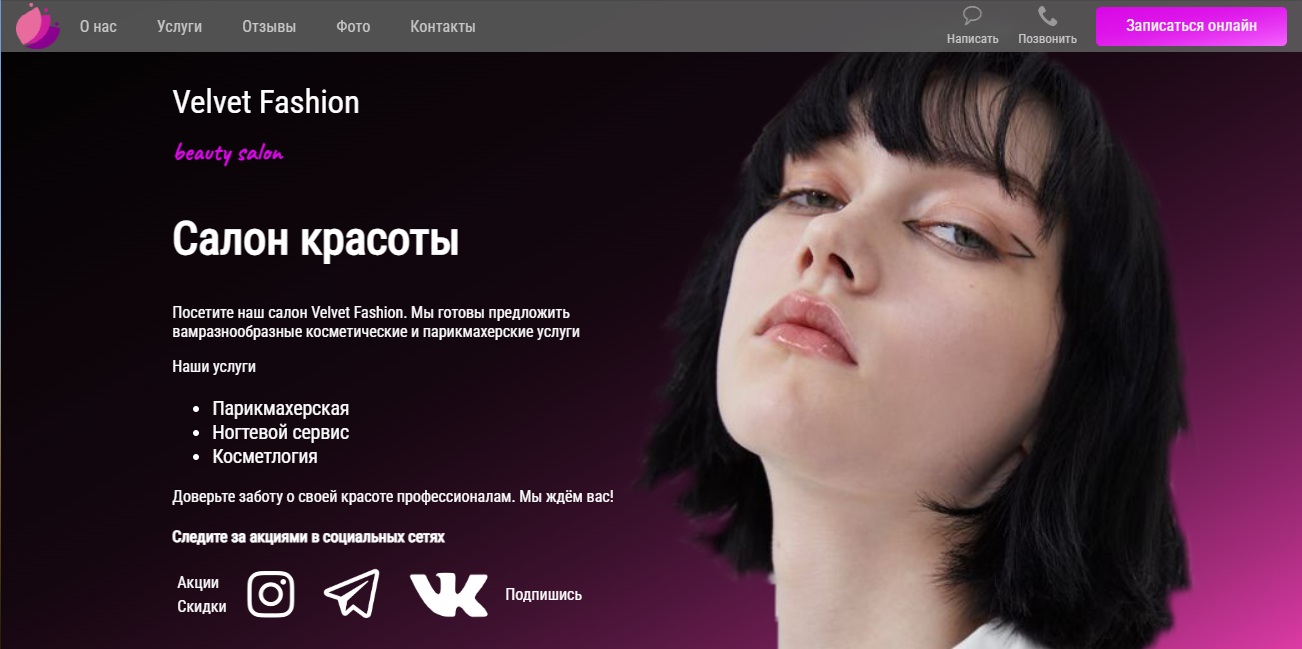 О нас Услуги Отзывы Фото Контакты Написать Позвонить Записаться онлайн
Velvet Fashion
beauty salon
Салон красоты
Посетите наш салон Velvet Fashion. Мы готовы предложить
вамразнообразные косметические и парикмахерские услуги
Наши услуги
• Парикмахерская
• Ногтевой сервис
• Косметлогия
Доверьте заботу о своей красоте профессионалам. Мы ждём вас!
Следите за акциями в социальных сетях
Акции
Скидки
Подпишись